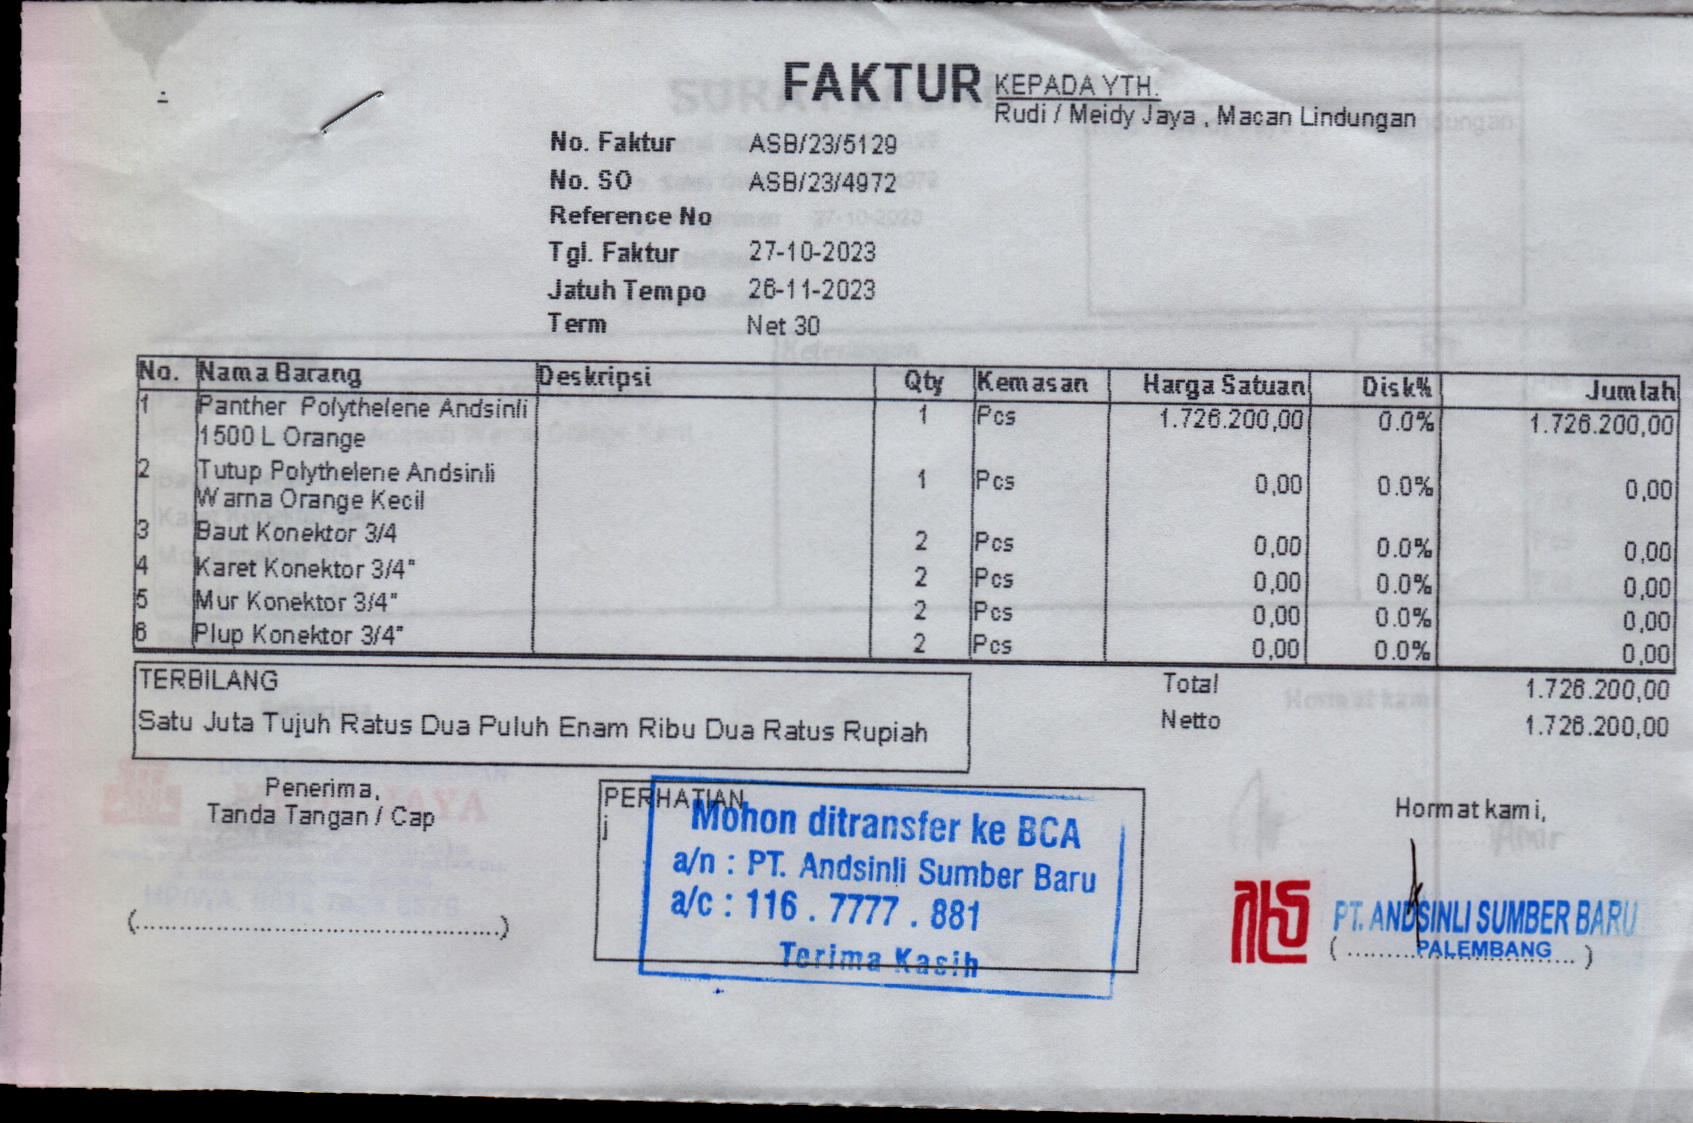 FAKTUR
KEPADA YTH.
Rudi / Meidy Jaya , Macan Lindungan
No. Faktur ASB/23/5129
No. SO ASB/23/4972
Reference No
Tgl. Faktur 27-10-2023
Jatuh Tempo 26-11-2023
Term Net 30
No. Nama Barang Deskripsi Qty Kemasan Harga Satuan Disk% Jumlah
1 Panther Polythelene Andsinli 1 Pcs 1.726.200,00 0.0% 1.726.200,00
1500 L Orange
2 Tutup Polythelene Andsinli 1 Pcs 0,00 0.0% 0,00
Warna Orange Kecil
3 Baut Konektor 3/4 2 Pcs 0,00 0.0% 0,00
4 Karet Konektor 3/4" 2 Pcs 0,00 0.0% 0,00
5 Mur Konektor 3/4" 2 Pcs 0,00 0.0% 0,00
6 Plup Konektor 3/4" 2 Pcs 0,00 0.0% 0,00
TERBILANG
Satu Juta Tujuh Ratus Dua Puluh Enam Ribu Dua Ratus Rupiah
Total 1.726.200,00
Netto 1.726.200,00
Penerima,
Tanda Tangan / Cap
(..............................................)
PERHATIAN
j
Mohon ditransfer ke BCA
a/n : PT. Andsinli Sumber Baru
a/c : 116 . 7777 . 881
Terima Kasih
Hormat kami,
PT. ANDSINLI SUMBER BARU
PALEMBANG